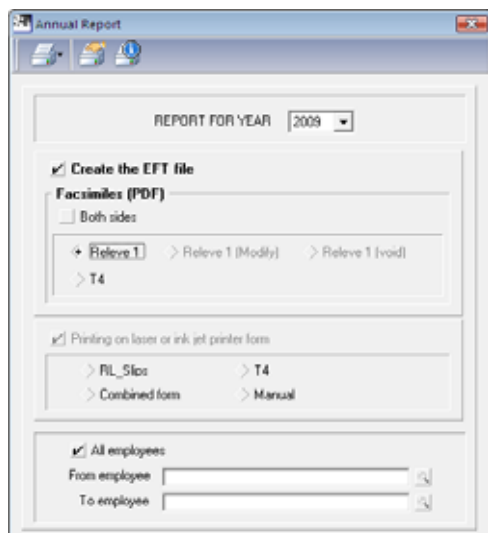 Annual Report
REPORT FOR YEAR 2009
Create the EFT file
Facsimiles (PDF)
Both sides
Releve 1 Releve 1 (Modify) Releve 1 (void)
T4
Printing on laser or ink jet printer form
RL_Slips T4
Combined form Manual
All employees
From employee
To employee